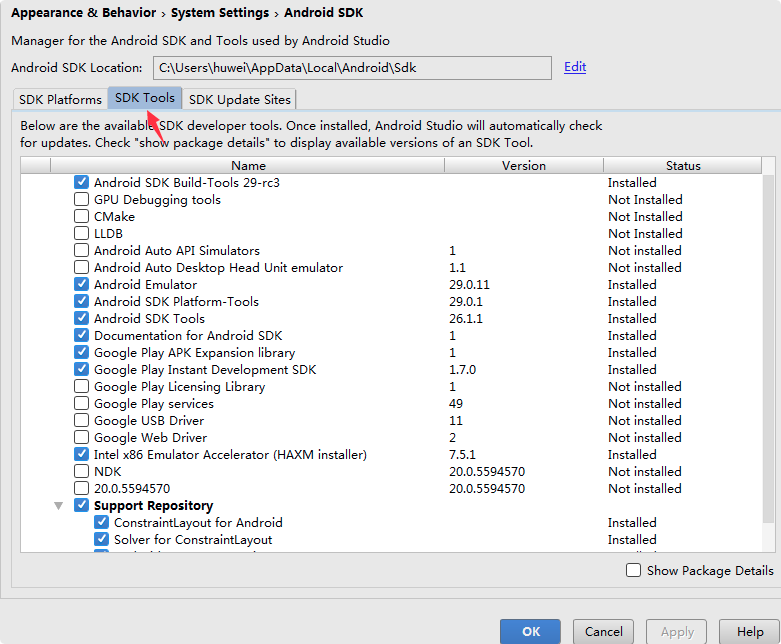 Appearance & Behavior › System Settings › Android SDK
Manager for the Android SDK and Tools used by Android Studio
Android SDK Location: C:\Users\huwei\AppData\Local\Android\Sdk Edit
SDK Platforms SDK Tools SDK Update Sites
Below are the available SDK developer tools. Once installed, Android Studio will automatically check
for updates. Check "show package details" to display available versions of an SDK Tool.
Name Version Status
Android SDK Build-Tools 29-rc3 Installed
GPU Debugging tools Not Installed
CMake Not Installed
LLDB Not Installed
Android Auto API Simulators 1 Not installed
Android Auto Desktop Head Unit emulator 1.1 Not installed
Android Emulator 29.0.11 Installed
Android SDK Platform-Tools 29.0.1 Installed
Android SDK Tools 26.1.1 Installed
Documentation for Android SDK 1 Installed
Google Play APK Expansion library 1 Installed
Google Play Instant Development SDK 1.7.0 Installed
Google Play Licensing Library 1 Not installed
Google Play services 49 Not installed
Google USB Driver 11 Not installed
Google Web Driver 2 Not installed
Intel x86 Emulator Accelerator (HAXM installer) 7.5.1 Installed
NDK 20.0.5594570 Not installed
20.0.5594570 20.0.5594570 Not installed
Support Repository
ConstraintLayout for Android Installed
Solver for ConstraintLayout Installed
Show Package Details
OK Cancel Apply Help